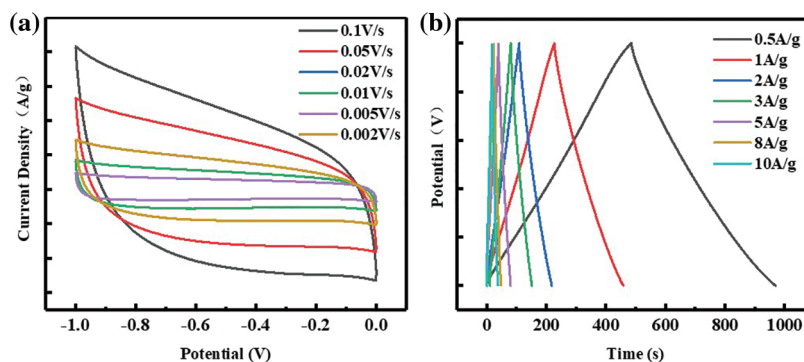 (a)
0.1V/s
0.05V/s
0.02V/s
0.01V/s
0.005V/s
0.002V/s
Current Density (A/g)
-1.0 -0.8 -0.6 -0.4 -0.2 0.0
Potential (V)
(b)
0.5A/g
1A/g
2A/g
3A/g
5A/g
8A/g
10A/g
Potential (V)
0 200 400 600 800 1000
Time (s)